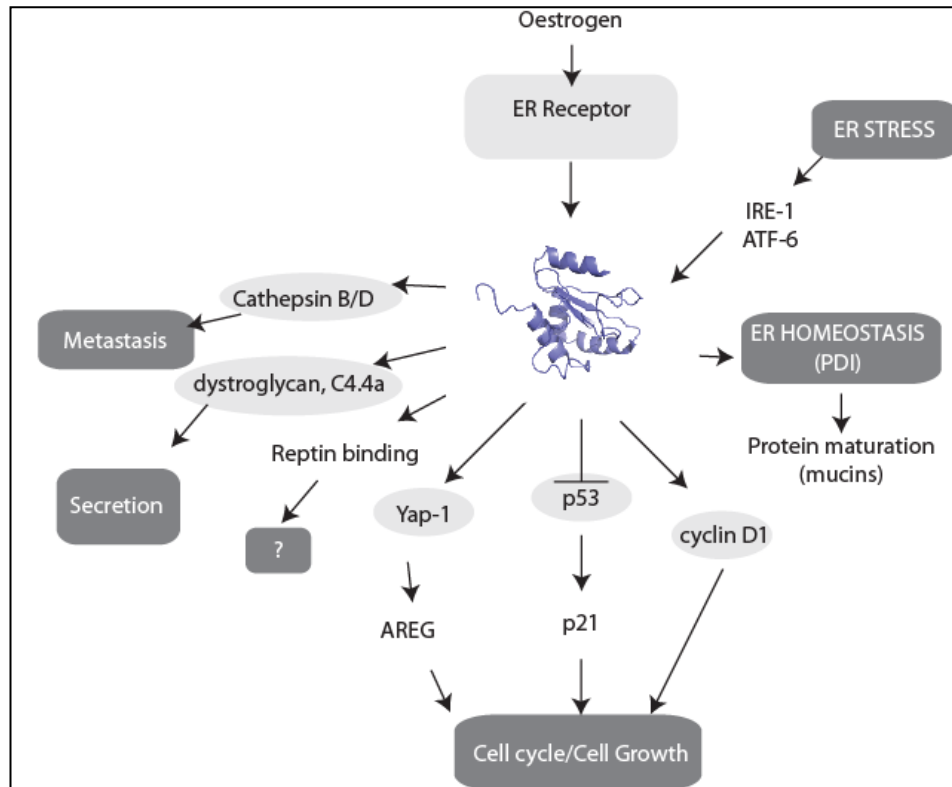 Oestrogen
ER Receptor
ER STRESS
IRE-1
ATF-6
Cathepsin B/D
Metastasis
ER HOMEOSTASIS
(PDI)
dystroglycan, C4.4a
Protein maturation
(mucins)
Reptin binding
Secretion
Yap-1
p53
cyclin D1
?
AREG
p21
Cell cycle/Cell Growth